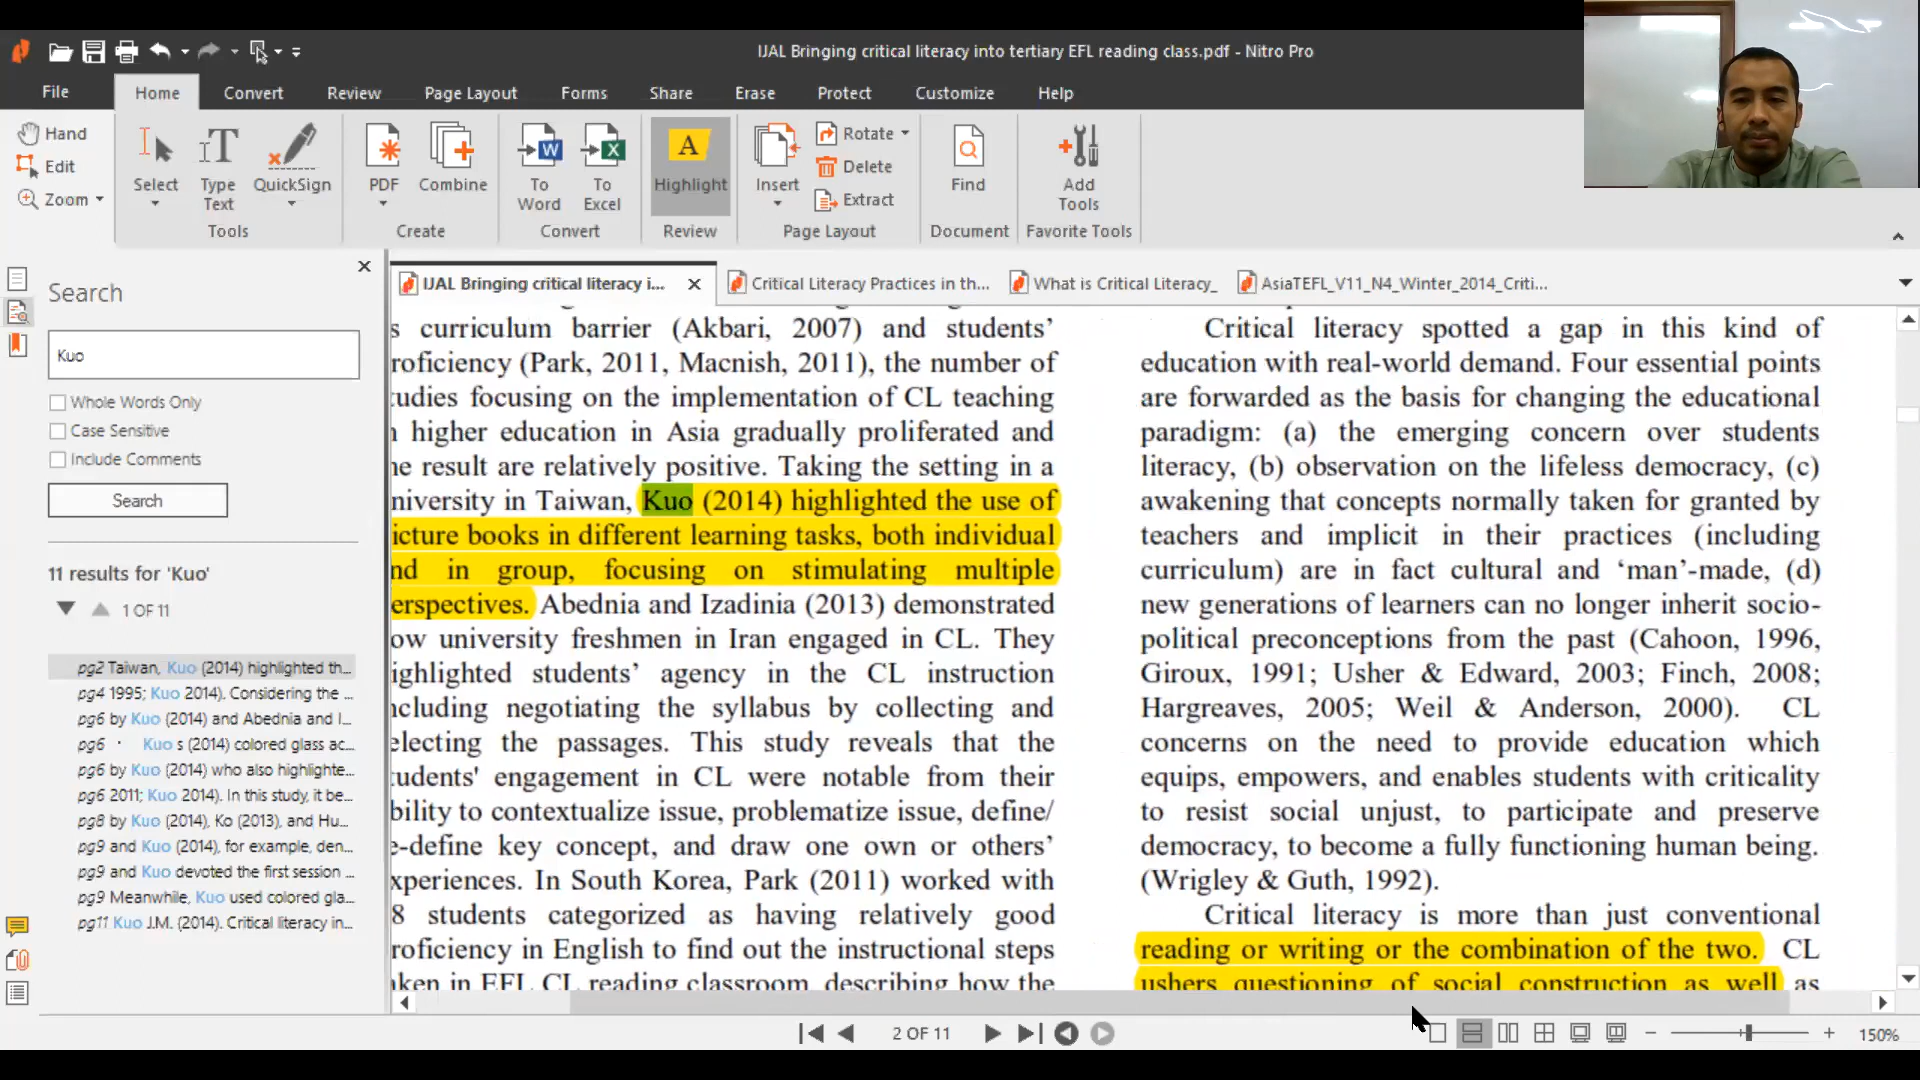 IJAL Bringing critical literacy into tertiary EFL reading class.pdf - Nitro Pro
File
Home
Convert
Review
Page Layout
Forms
Share
Erase
Protect
Customize
Help
Hand
Edit
Zoom
Select
Type
Text
QuickSign
Tools
PDF
Combine
Create
To
Word
To
Excel
Convert
Highlight
Review
Insert
Rotate
Delete
Extract
Page Layout
Find
Document
Add
Tools
Favorite Tools
Search
Kuo
Whole Words Only
Case Sensitive
Include Comments
Search
11 results for 'Kuo'
1 OF 11
pg2 Taiwan, Kuo (2014) highlighted th...
pg4 1995; Kuo 2014). Considering the ...
pg6 by Kuo (2014) and Abednia and I...
pg6 · Kuo s (2014) colored glass ac...
pg6 by Kuo (2014) who also highlighte...
pg6 2011; Kuo 2014). In this study, it be...
pg8 by Kuo (2014), Ko (2013), and Hu...
pg9 and Kuo (2014), for example, den...
pg9 and Kuo devoted the first session ...
pg9 Meanwhile, Kuo used colored gla...
pg11 Kuo J.M. (2014). Critical literacy in...
IJAL Bringing critical literacy i...
Critical Literacy Practices in th...
What is Critical Literacy_
AsiaTEFL_V11_N4_Winter_2014_Criti...
s curriculum barrier (Akbari, 2007) and students’
roficiency (Park, 2011, Macnish, 2011), the number of
tudies focusing on the implementation of CL teaching
n higher education in Asia gradually proliferated and
he result are relatively positive. Taking the setting in a
niversity in Taiwan, Kuo (2014) highlighted the use of
icture books in different learning tasks, both individual
nd in group, focusing on stimulating multiple
erspectives. Abednia and Izadinia (2013) demonstrated
ow university freshmen in Iran engaged in CL. They
ighlighted students’ agency in the CL instruction
ncluding negotiating the syllabus by collecting and
electing the passages. This study reveals that the
tudents' engagement in CL were notable from their
bility to contextualize issue, problematize issue, define/
e-define key concept, and draw one own or others’
xperiences. In South Korea, Park (2011) worked with
8 students categorized as having relatively good
roficiency in English to find out the instructional steps
aken in EFL CL reading classroom, describing how the
Critical literacy spotted a gap in this kind of
education with real-world demand. Four essential points
are forwarded as the basis for changing the educational
paradigm: (a) the emerging concern over students
literacy, (b) observation on the lifeless democracy, (c)
awakening that concepts normally taken for granted by
teachers and implicit in their practices (including
curriculum) are in fact cultural and ‘man’-made, (d)
new generations of learners can no longer inherit socio-
political preconceptions from the past (Cahoon, 1996,
Giroux, 1991; Usher & Edward, 2003; Finch, 2008;
Hargreaves, 2005; Weil & Anderson, 2000). CL
concerns on the need to provide education which
equips, empowers, and enables students with criticality
to resist social unjust, to participate and preserve
democracy, to become a fully functioning human being.
(Wrigley & Guth, 1992).
Critical literacy is more than just conventional
reading or writing or the combination of the two. CL
ushers questioning of social construction as well as
2 OF 11
150%